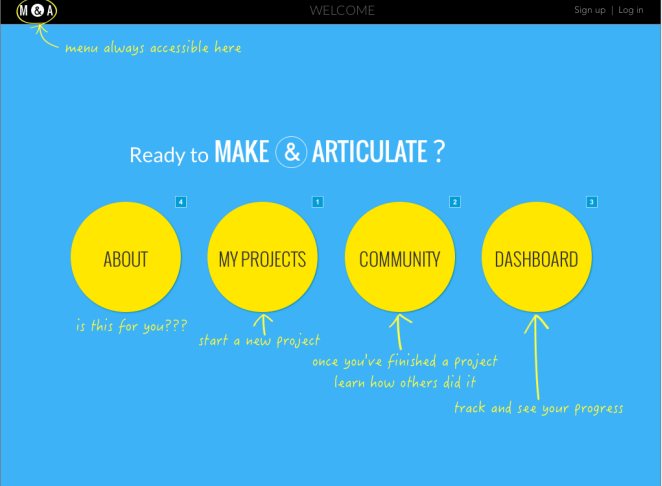 M & A
WELCOME
Sign up | Log in
menu always accessible here
Ready to MAKE & ARTICULATE ?
4
1
2
3
ABOUT
MY PROJECTS
COMMUNITY
DASHBOARD
is this for you???
start a new project
once you've finished a project
learn how others did it
track and see your progress